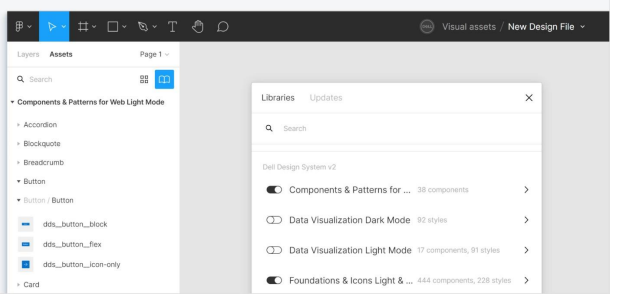 Visual assets / New Design File
Layers Assets Page 1
Search
Components & Patterns for Web Light Mode
Accordion
Blockquote
Breadcrumb
Button
Button / Button
dds__button__block
dds__button__flex
dds__button__icon-only
Card
Libraries Updates
Search
Dell Design System v2
Components & Patterns for ... 38 components
Data Visualization Dark Mode 92 styles
Data Visualization Light Mode 17 components, 91 styles
Foundations & Icons Light & ... 444 components, 228 styles